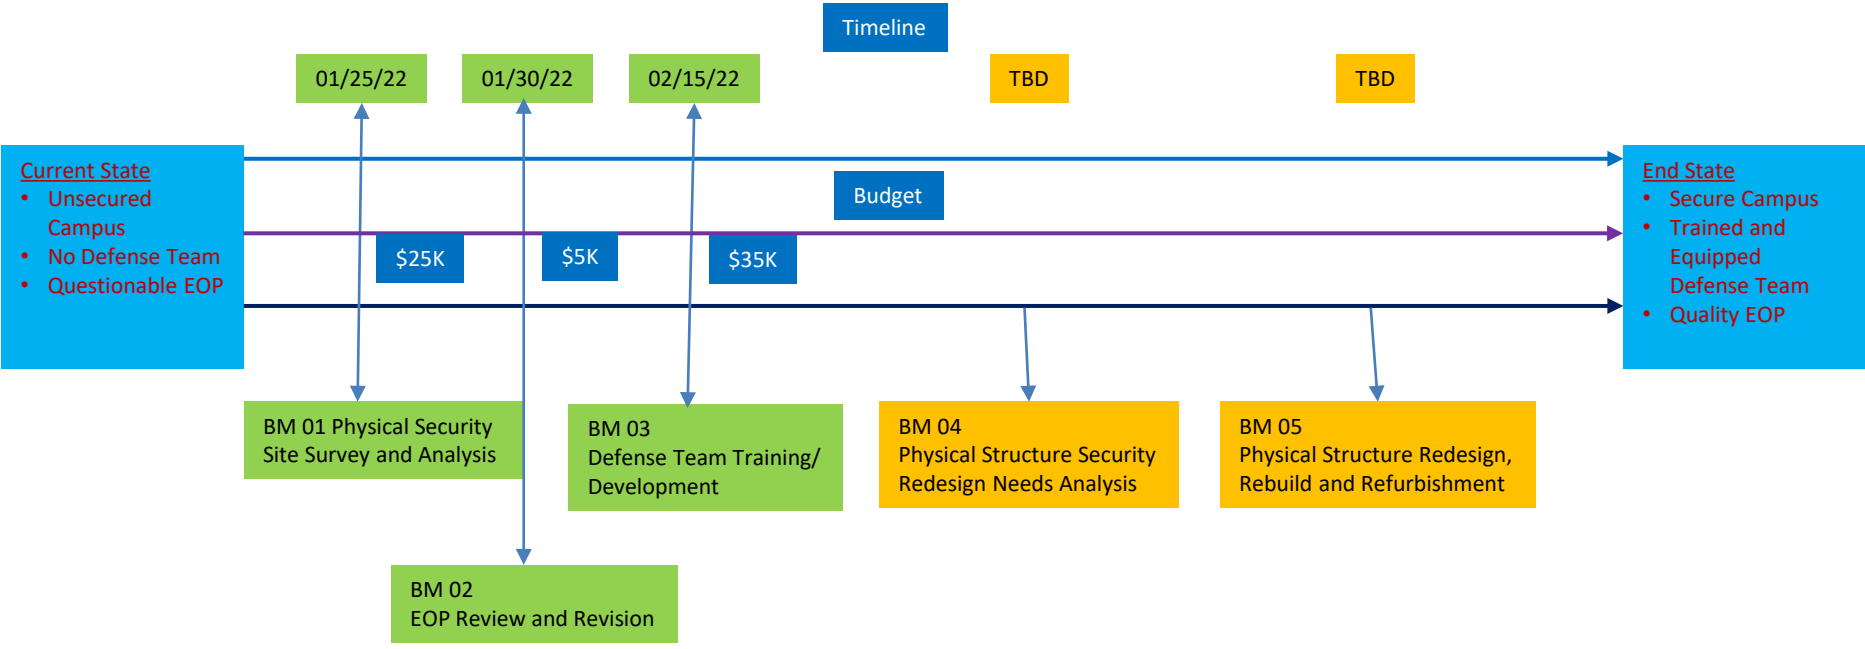 Timeline
01/25/22
01/30/22
02/15/22
TBD
TBD
Current State
• Unsecured
Campus
• No Defense Team
• Questionable EOP
Budget
$25K
$5K
$35K
End State
• Secure Campus
• Trained and
Equipped
Defense Team
• Quality EOP
BM 01 Physical Security
Site Survey and Analysis
BM 02
EOP Review and Revision
BM 03
Defense Team Training/
Development
BM 04
Physical Structure Security
Redesign Needs Analysis
BM 05
Physical Structure Redesign,
Rebuild and Refurbishment